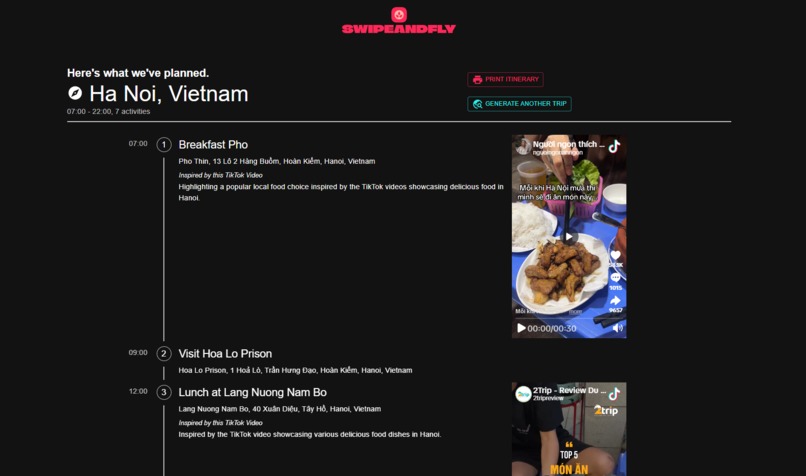 SWIPEANDFLY
Here's what we've planned.
Ha Noi, Vietnam
07:00 - 22:00, 7 activities
PRINT ITINERARY
GENERATE ANOTHER TRIP
07:00
1
Breakfast Pho
Pho Thin, 13 Lò 2 Hàng Buồm, Hoàn Kiếm, Hanoi, Vietnam
Inspired by this TikTok Video
Highlighting a popular local food choice inspired by the TikTok videos showcasing delicious food in
Hanoi.
Người ngon thích ...
Mỗi khi Hà Nội mưa thì
mình sẽ đi ăn món này
1015
9637
Mỗi khi
00:00/00:30
09:00
2
Visit Hoa Lo Prison
Hoa Lo Prison, 1 Hoả Lò, Trần Hưng Đạo, Hoàn Kiếm, Hanoi, Vietnam
12:00
3
Lunch at Lang Nuong Nam Bo
Lang Nuong Nam Bo, 40 Xuân Diệu, Tây Hồ, Hanoi, Vietnam
Inspired by this TikTok Video
Inspired by the TikTok video showcasing various delicious food dishes in Hanoi.
2Trip - Review Du ...
2tripreview
2trip
TOP 5
MÓN ĂN